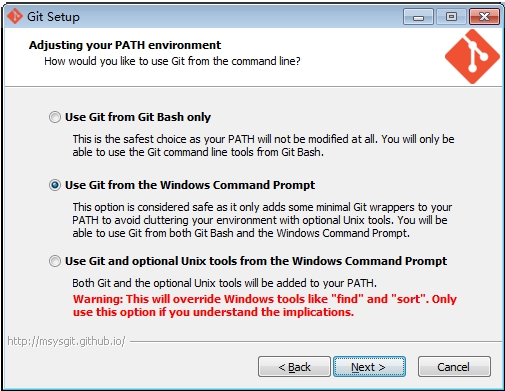 Git Setup
Adjusting your PATH environment
How would you like to use Git from the command line?
Use Git from Git Bash only
This is the safest choice as your PATH will not be modified at all. You will only be
able to use the Git command line tools from Git Bash.
Use Git from the Windows Command Prompt
This option is considered safe as it only adds some minimal Git wrappers to your
PATH to avoid cluttering your environment with optional Unix tools. You will be
able to use Git from both Git Bash and the Windows Command Prompt.
Use Git and optional Unix tools from the Windows Command Prompt
Both Git and the optional Unix tools will be added to your PATH.
Warning: This will override Windows tools like "find" and "sort". Only
use this option if you understand the implications.
http://msysgit.github.io/
< Back
Next >
Cancel